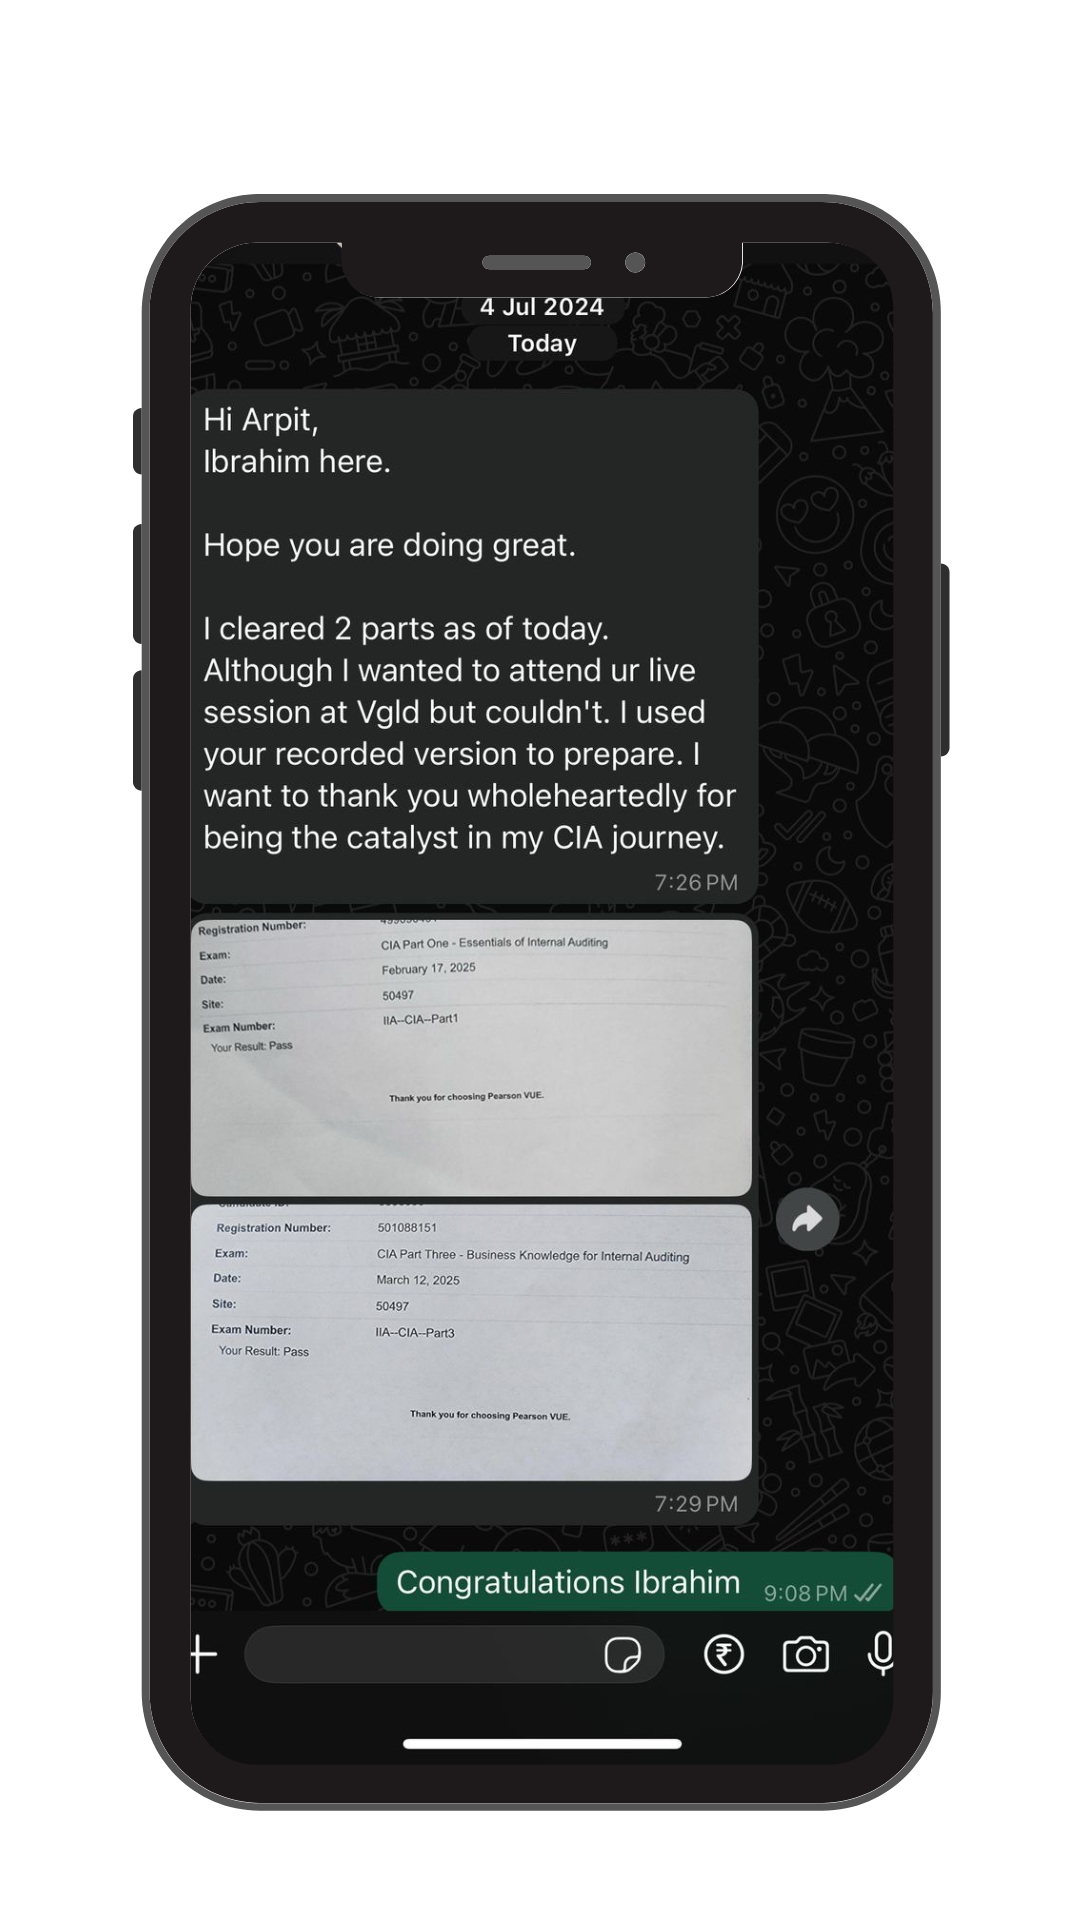 4 Jul 2024
Today
Hi Arpit,
Ibrahim here.
Hope you are doing great.
I cleared 2 parts as of today.
Although I wanted to attend ur live
session at Vgld but couldn't. I used
your recorded version to prepare. I
want to thank you wholeheartedly for
being the catalyst in my CIA journey.
7:26 PM
Registration Number:
Exam: CIA Part One - Essentials of Internal Auditing
Date: February 17, 2025
Site: 50497
Exam Number: IIA--CIA--Part1
Your Result: Pass
Thank you for choosing Pearson VUE.
Registration Number: 501088151
Exam: CIA Part Three - Business Knowledge for Internal Auditing
Date: March 12, 2025
Site: 50497
Exam Number: IIA--CIA--Part3
Your Result: Pass
Thank you for choosing Pearson VUE.
7:29 PM
Congratulations Ibrahim 9:08 PM